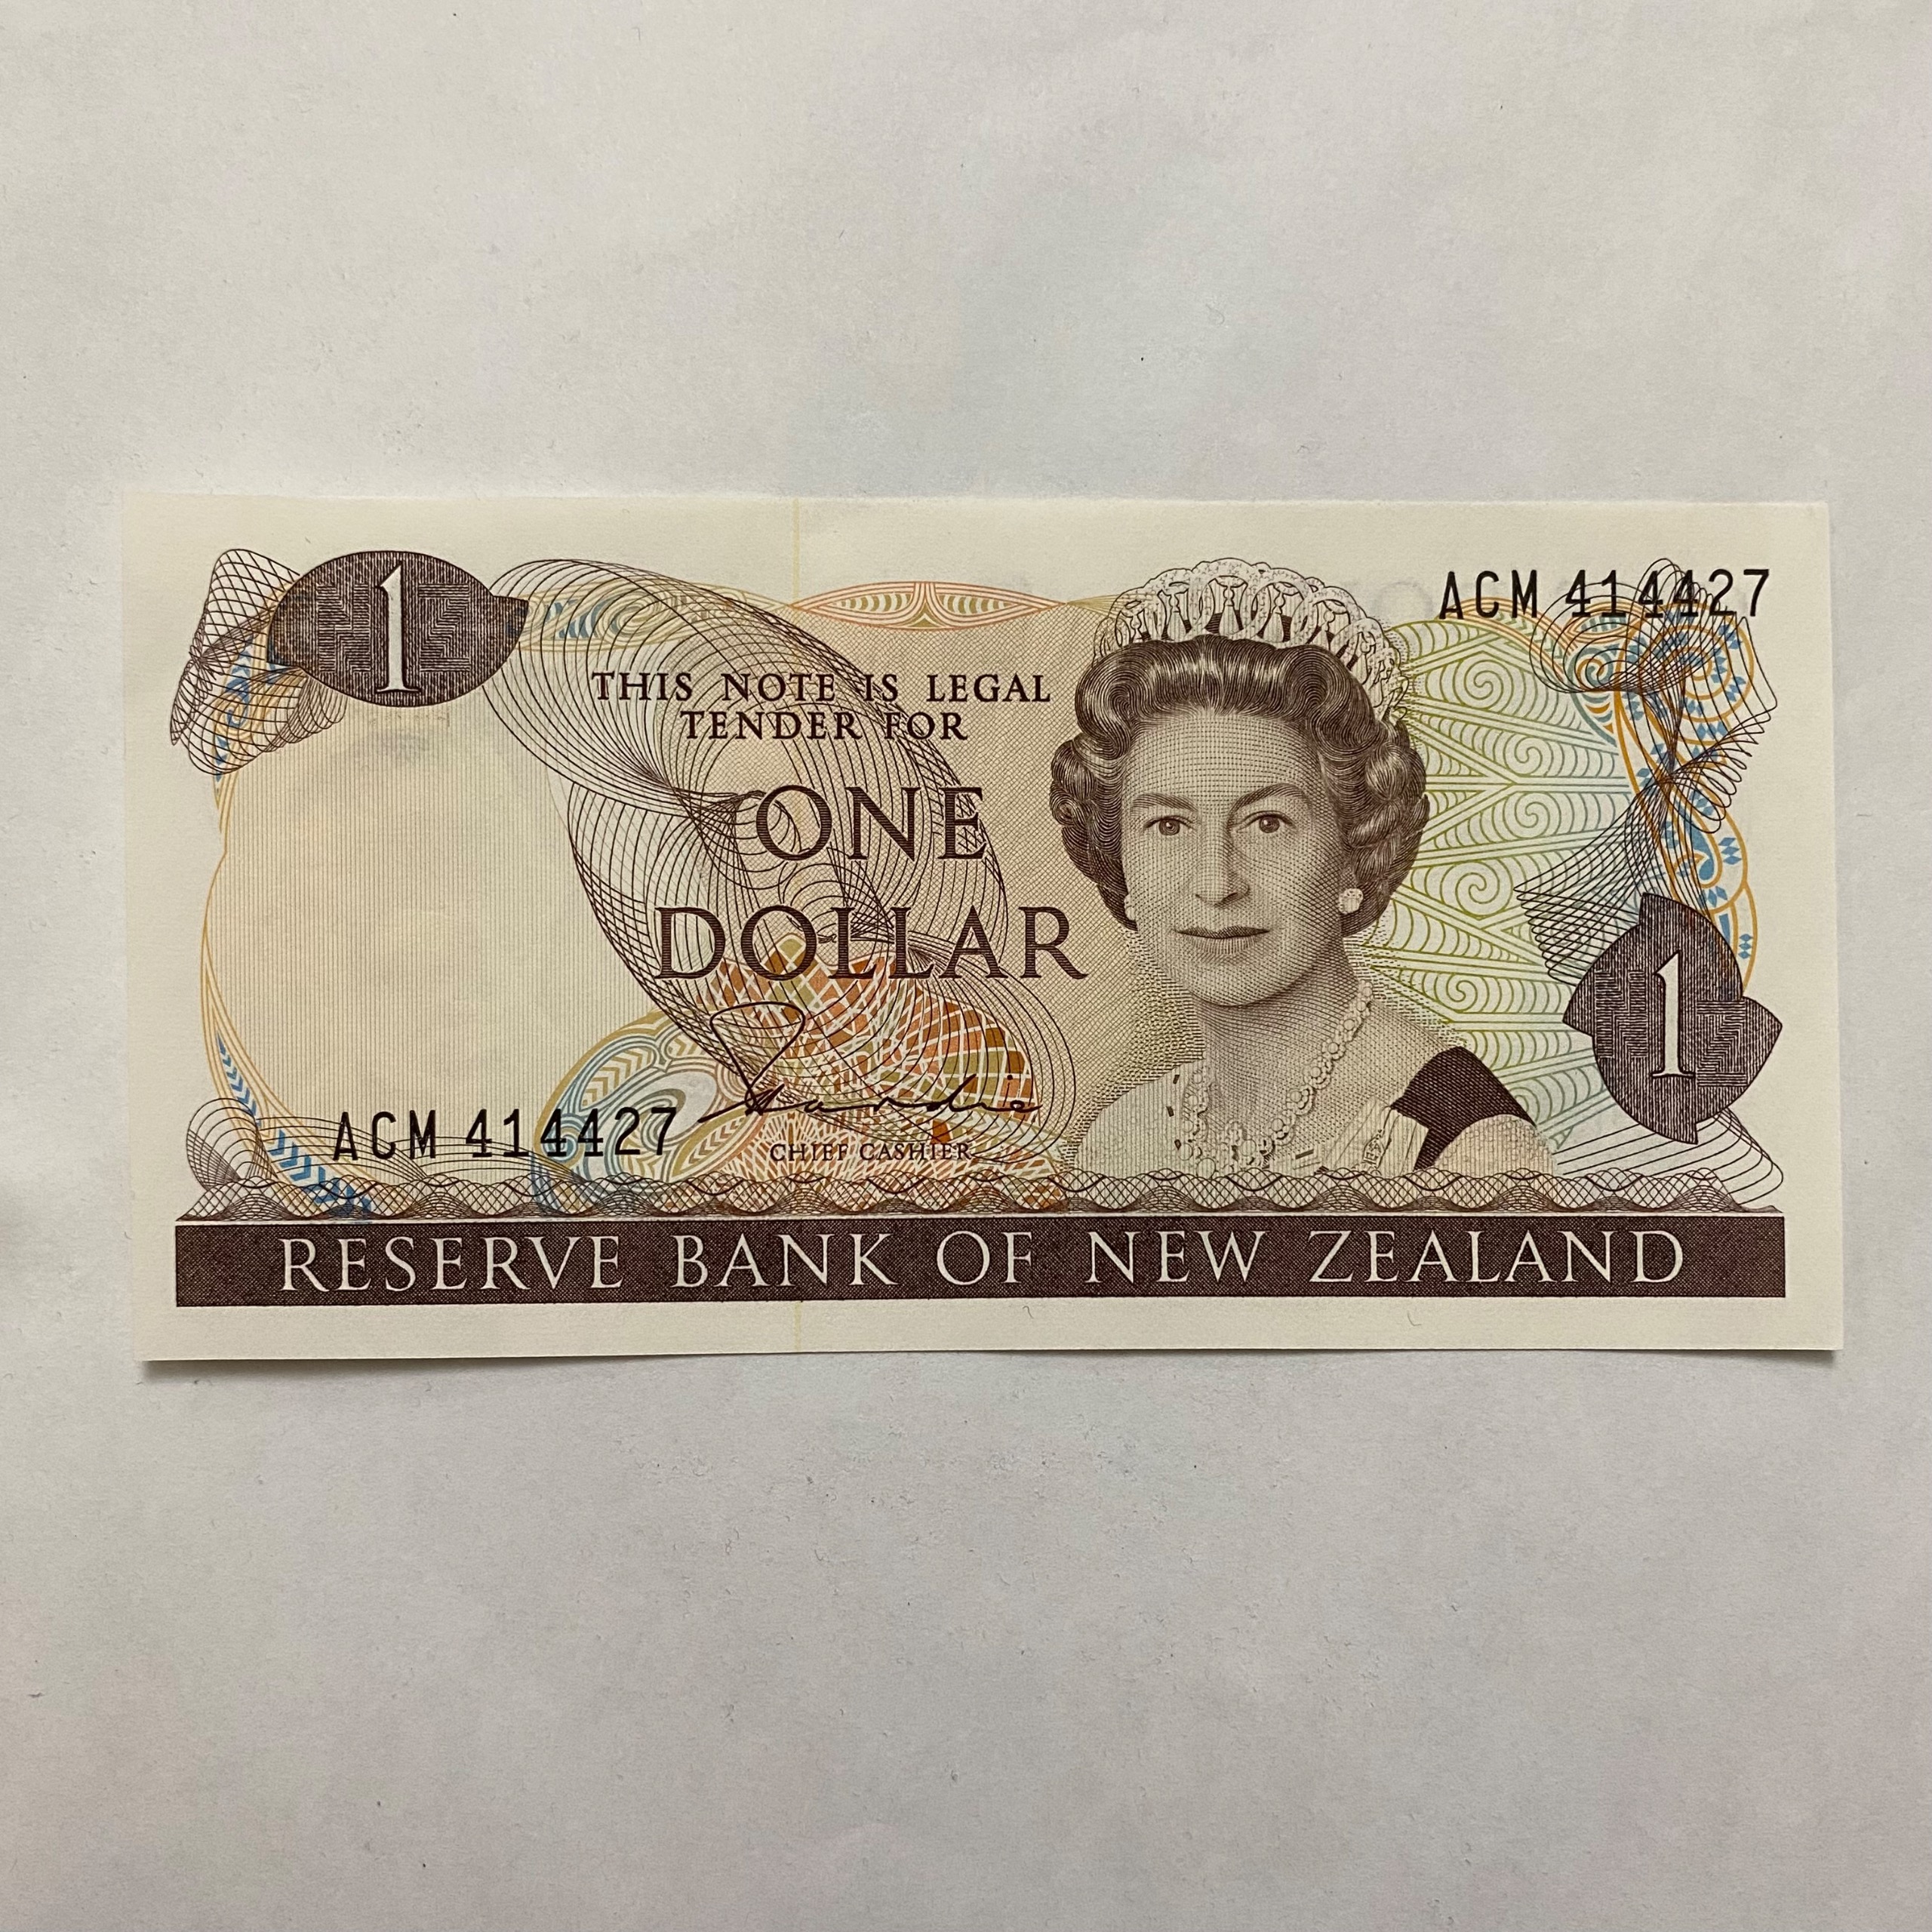 1
ACM 414427
THIS NOTE IS LEGAL
TENDER FOR
ONE
DOLLAR
1
Hardie
ACM 414427
CHIEF CASHIER
RESERVE BANK OF NEW ZEALAND